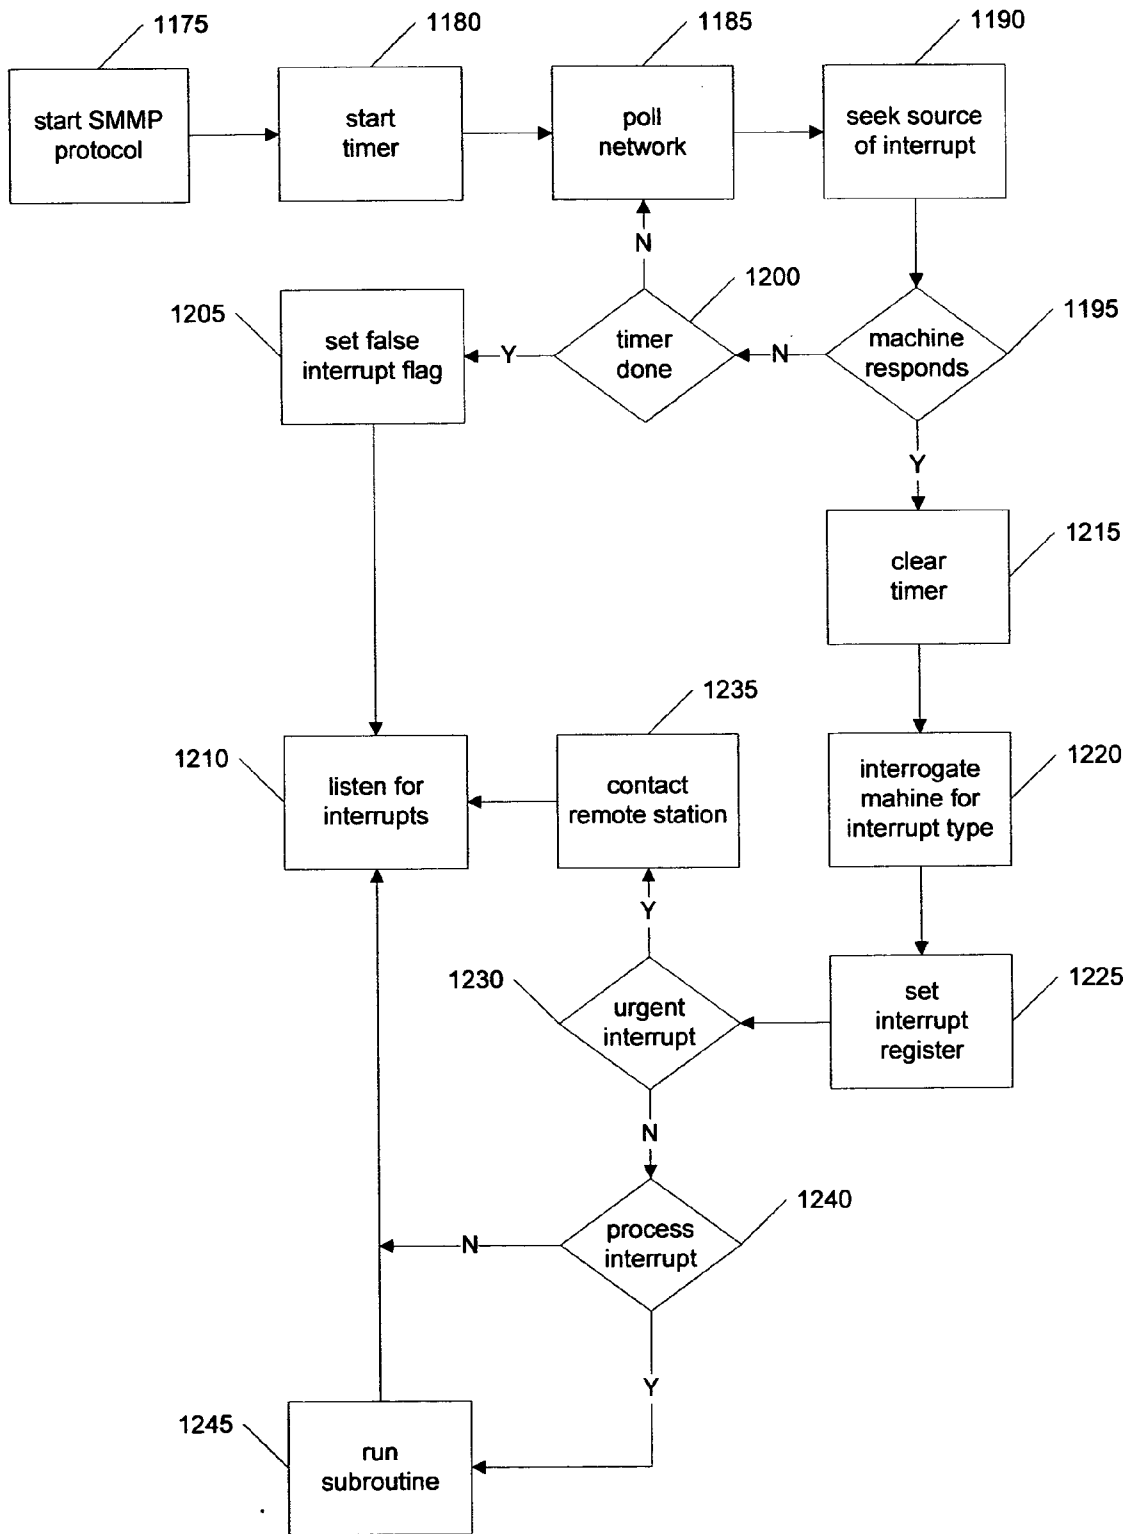 1175
1180
1185
1190
start SMMP
protocol
start
timer
poll
network
seek source
of interrupt
N
1200
1205
1195
set false
interrupt flag
Y
timer
done
N
machine
responds
Y
1215
clear
timer
1235
1210
1220
listen for
interrupts
contact
remote station
interrogate
mahine for
interrupt type
Y
1230
1225
urgent
interrupt
set
interrupt
register
N
1240
process
interrupt
N
Y
1245
run
subroutine